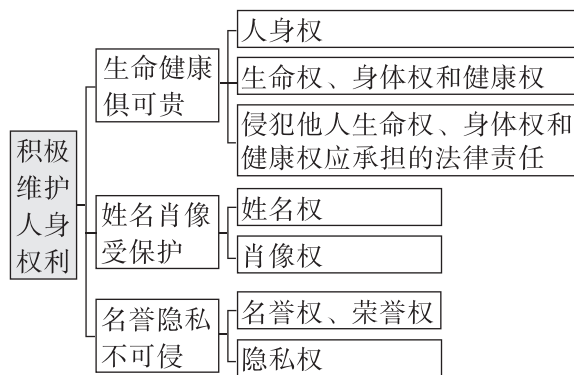 积极
维护
人身
权利
生命健康
俱可贵
人身权
生命权、身体权和健康权
侵犯他人生命权、身体权和
健康权应承担的法律责任
姓名肖像
受保护
姓名权
肖像权
名誉隐私
不可侵
名誉权、荣誉权
隐私权